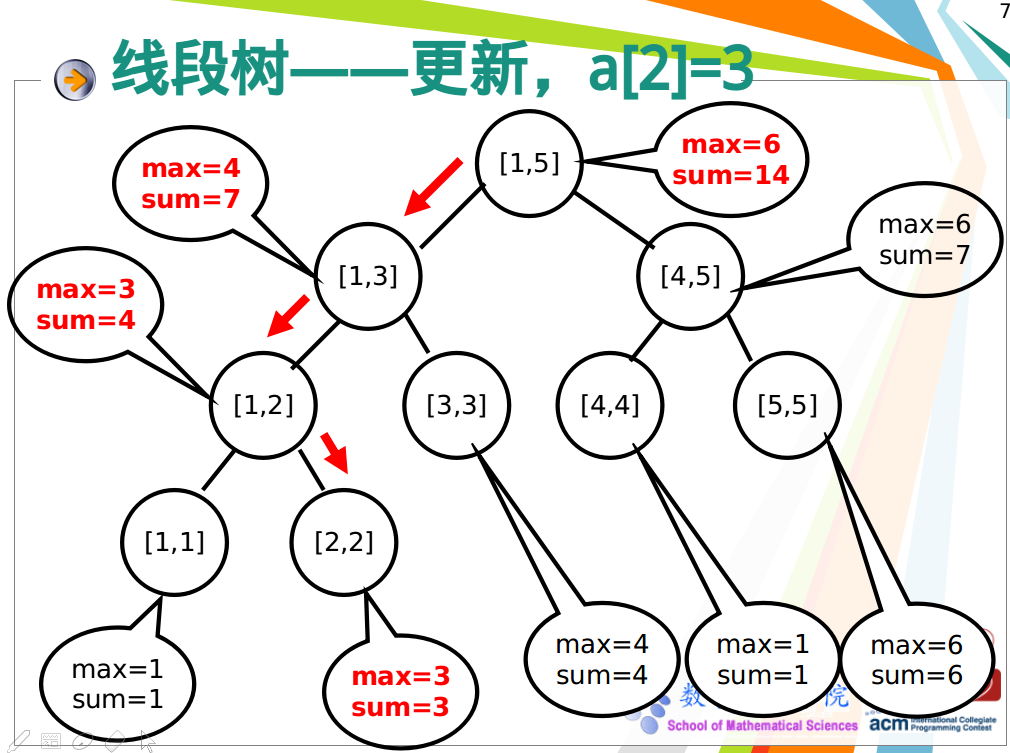 7
线段树——更新，a[2]=3
[1,5]
max=6
sum=14
max=4
sum=7
[1,3]
[4,5]
max=6
sum=7
max=3
sum=4
[1,2]
[3,3]
[4,4]
[5,5]
[1,1]
[2,2]
max=1
sum=1
max=3
sum=3
max=4
sum=4
max=1
sum=1
max=6
sum=6
数
院
School of Mathematical Sciences
acm
International Collegiate
Programming Contest